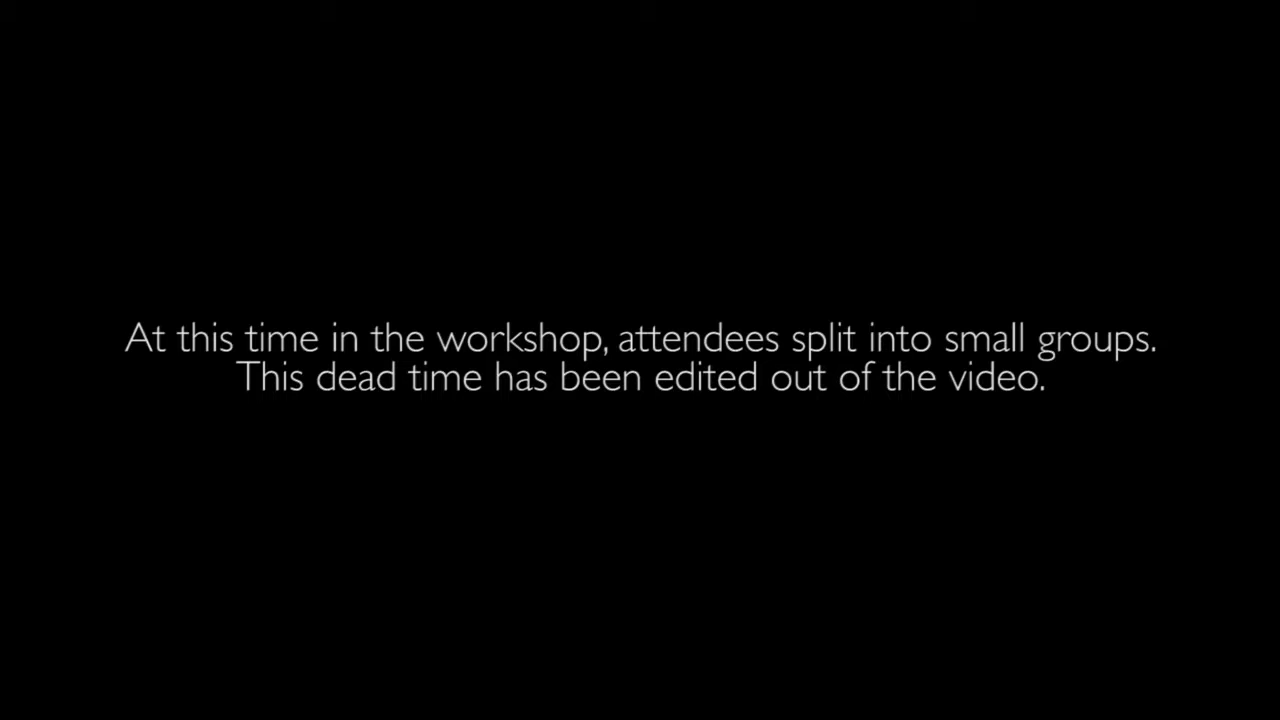 At this time in the workshop, attendees split into small groups.
This dead time has been edited out of the video.